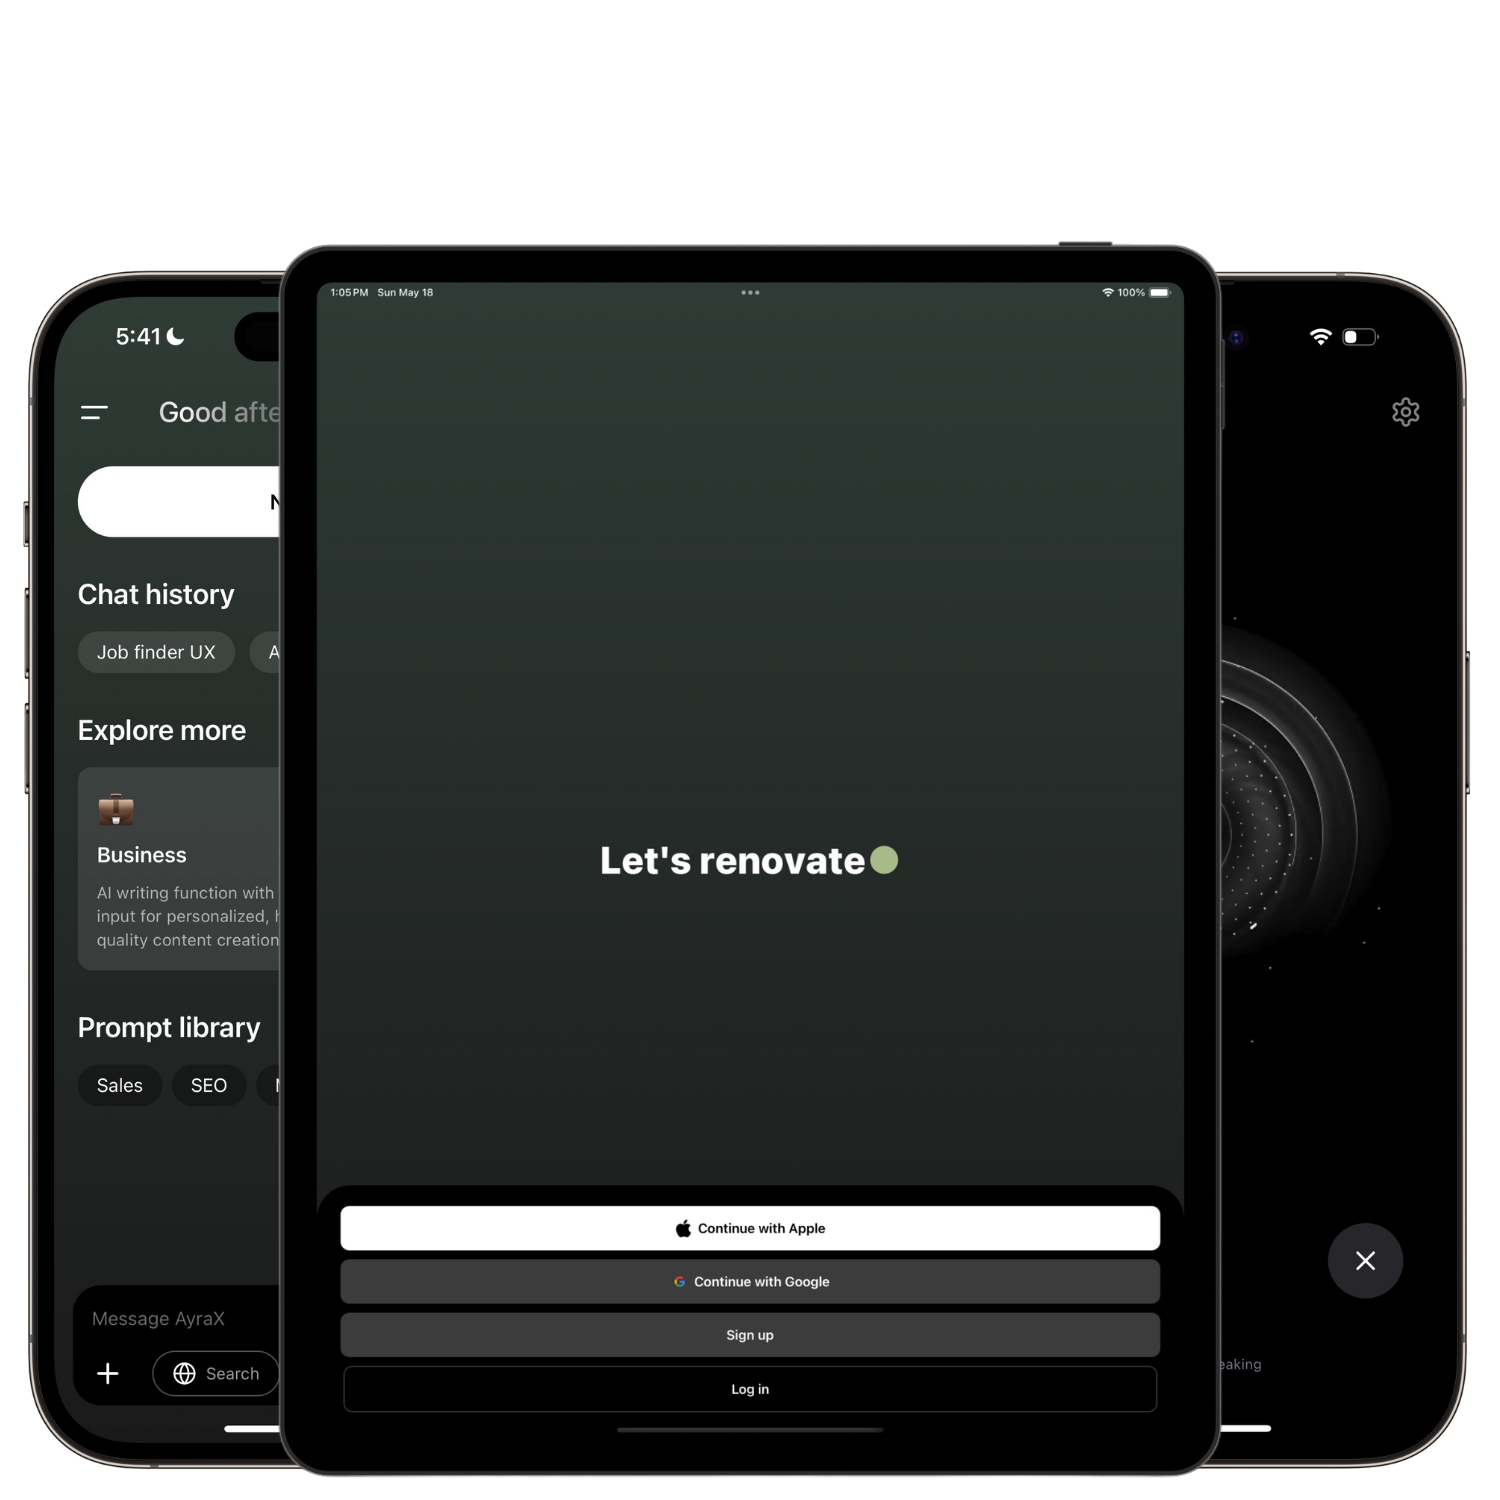 5:41
Good afte
Chat history
Job finder UX
Explore more
Business
AI writing function with
input for personalized,
quality content creation
Prompt library
Sales
SEO
Message AyraX
Search
1:05 PM Sun May 18
100%
Let's renovate
Continue with Apple
Continue with Google
Sign up
Log in
eaking